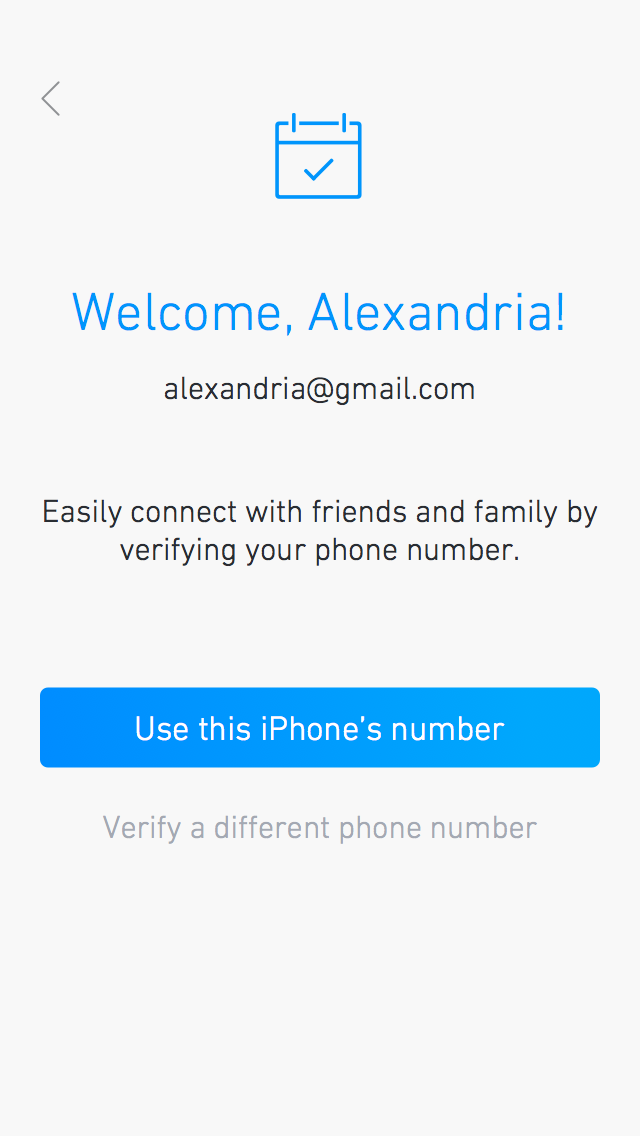 Welcome, Alexandria!
alexandria@gmail.com
Easily connect with friends and family by
verifying your phone number.
Use this iPhone’s number
Verify a different phone number